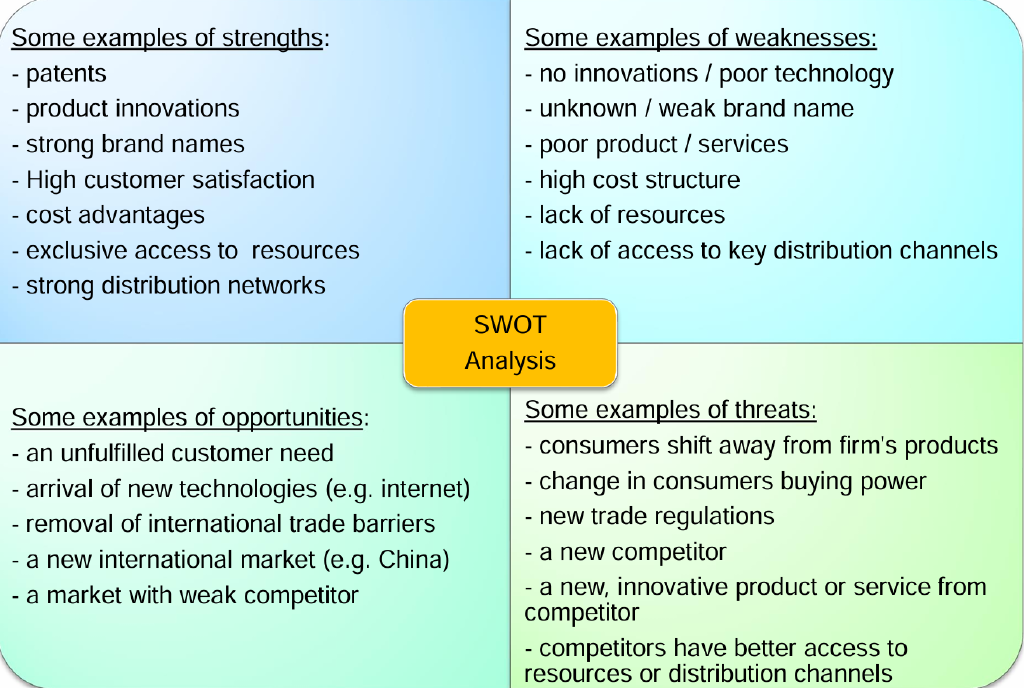 Some examples of strengths:
- patents
- product innovations
- strong brand names
- High customer satisfaction
- cost advantages
- exclusive access to  resources
- strong distribution networks
Some examples of weaknesses:
- no innovations / poor technology
- unknown / weak brand name
- poor product / services
- high cost structure
- lack of resources
- lack of access to key distribution channels
SWOT
Analysis
Some examples of opportunities:
- an unfulfilled customer need
- arrival of new technologies (e.g. internet)
- removal of international trade barriers
- a new international market (e.g. China)
- a market with weak competitor
Some examples of threats:
- consumers shift away from firm's products
- change in consumers buying power
- new trade regulations
- a new competitor
- a new, innovative product or service from
competitor
- competitors have better access to
resources or distribution channels